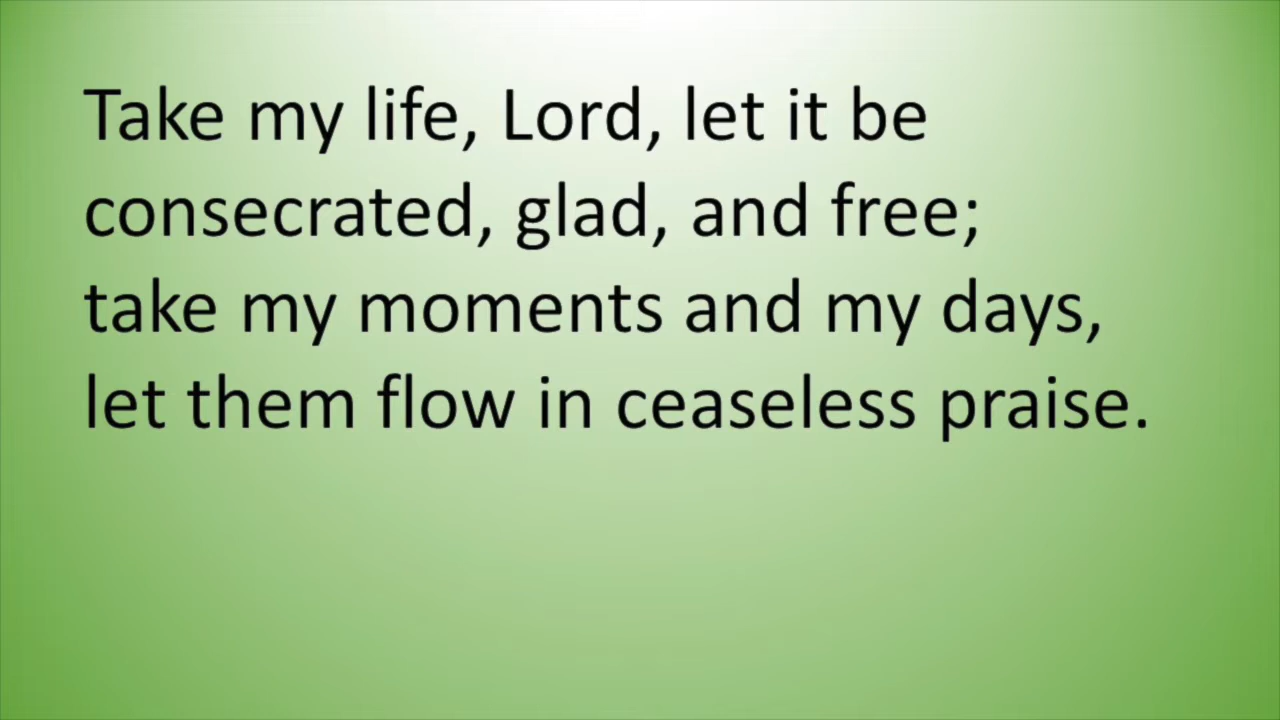 Take my life, Lord, let it be
consecrated, glad, and free;
take my moments and my days,
let them flow in ceaseless praise.